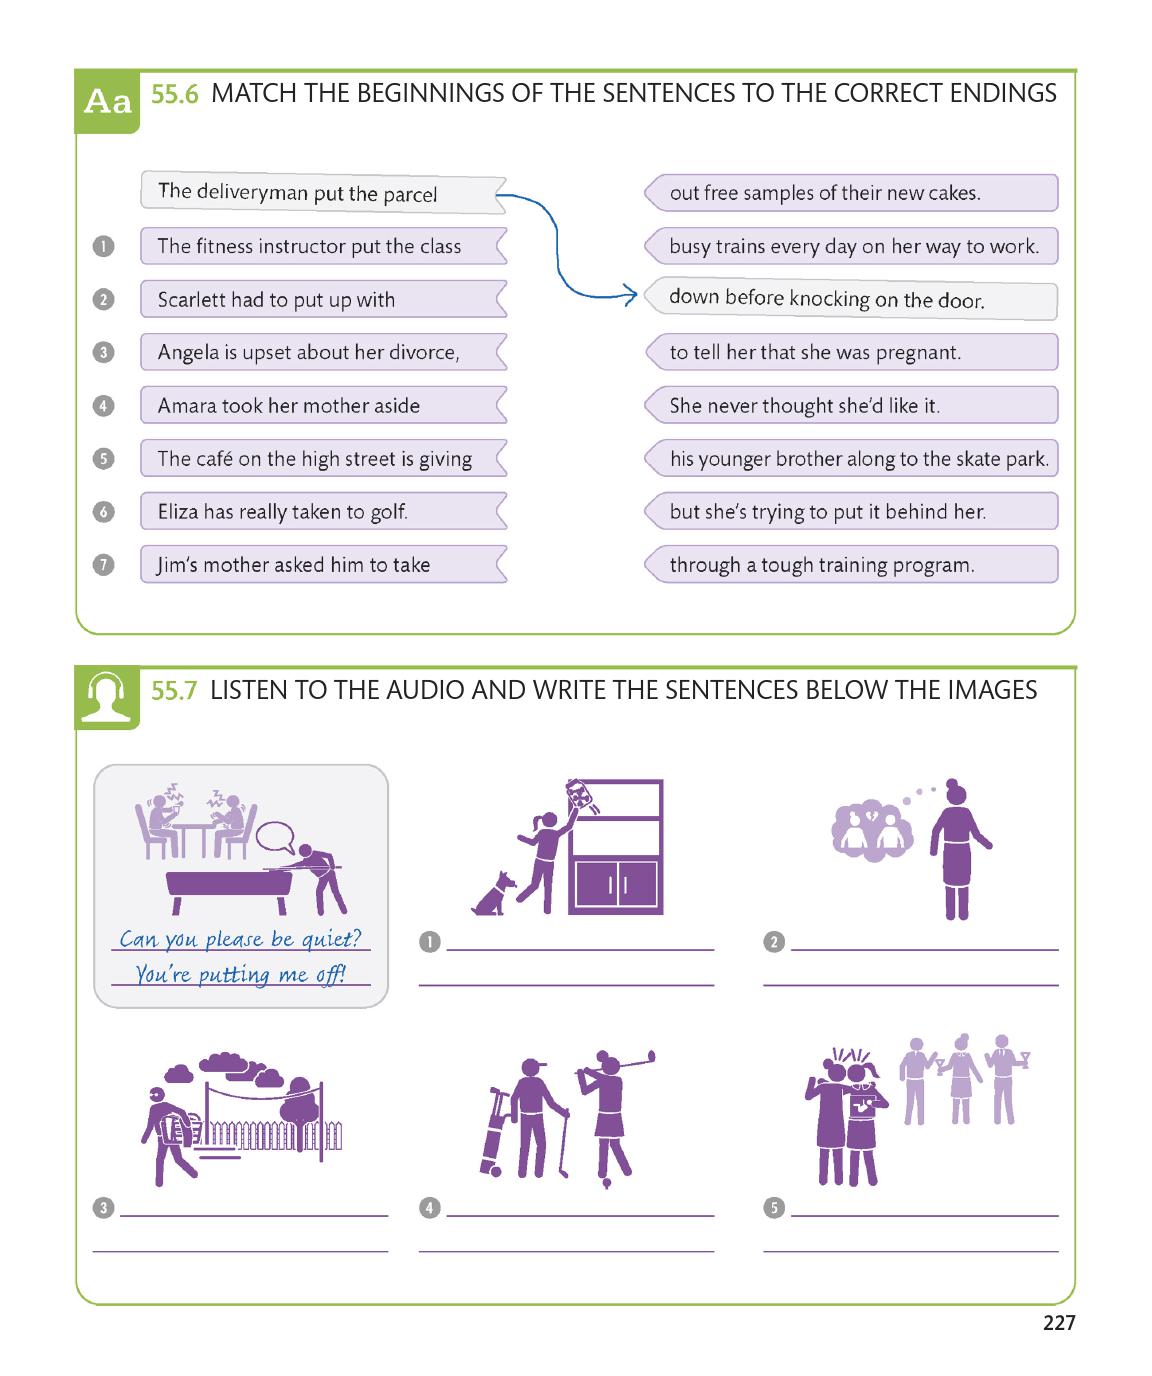 Aa 55.6 MATCH THE BEGINNINGS OF THE SENTENCES TO THE CORRECT ENDINGS
The deliveryman put the parcel
out free samples of their new cakes.
1 The fitness instructor put the class
busy trains every day on her way to work.
2 Scarlett had to put up with
down before knocking on the door.
3 Angela is upset about her divorce,
to tell her that she was pregnant.
4 Amara took her mother aside
She never thought she'd like it.
5 The café on the high street is giving
his younger brother along to the skate park.
6 Eliza has really taken to golf.
but she's trying to put it behind her.
7 Jim's mother asked him to take
through a tough training program.
55.7 LISTEN TO THE AUDIO AND WRITE THE SENTENCES BELOW THE IMAGES
Can you please be quiet?
You're putting me off!
1
2
3
4
5
227